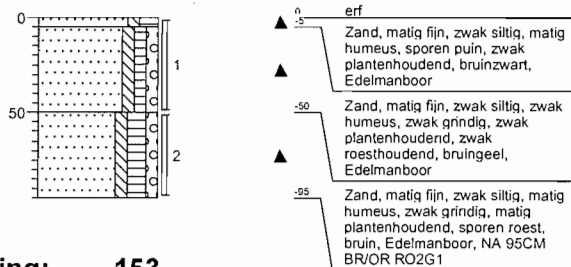 0
50
1
2
0
erf
-5
Zand, matig fijn, zwak siltig, matig
humeus, sporen puin, zwak
plantenhoudend, bruinzwart,
Edelmanboor
-50
Zand, matig fijn, zwak siltig, zwak
humeus, zwak grindig, zwak
plantenhoudend, zwak
roesthoudend, bruingeel,
Edelmanboor
-95
Zand, matig fijn, zwak siltig, matig
humeus, zwak grindig, matig
plantenhoudend, sporen roest,
bruin, Edelmanboor, NA 95CM
BR/OR RO2G1